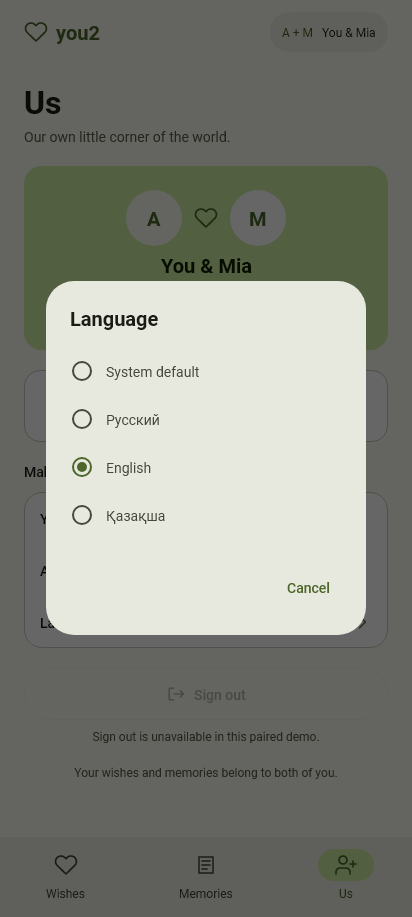 you2
A + M You & Mia
Us
Our own little corner of the world.
A M
You & Mia
Language
System default
Русский
English
Қазақша
Cancel
Sign out
Sign out is unavailable in this paired demo.
Your wishes and memories belong to both of you.
Wishes Memories Us